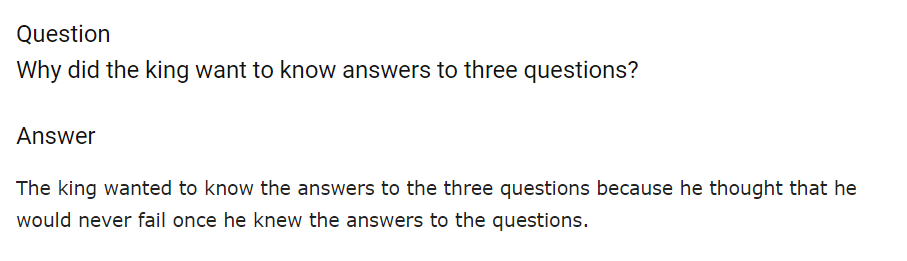 Question
Why did the king want to know answers to three questions?
Answer
The king wanted to know the answers to the three questions because he thought that he
would never fail once he knew the answers to the questions.